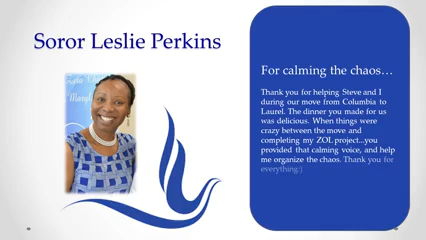 Soror Leslie Perkins
For calming the chaos…
Thank you for helping Steve and I
during our move from Columbia to
Laurel. The dinner you made for us
was delicious. When things were
crazy between the move and
completing my ZOL project...you
provided that calming voice, and help
me organize the chaos. Thank you for
everything:)